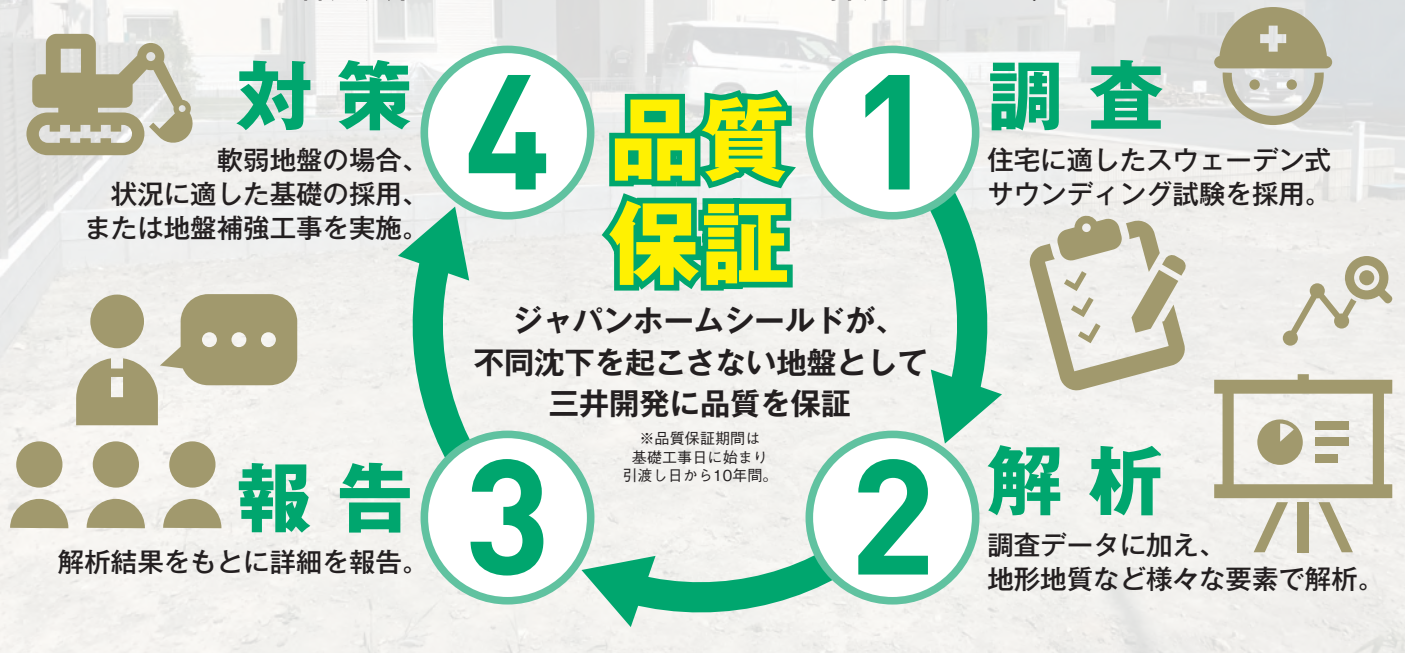 品質
保証
ジャパンホームシールドが、
不同沈下を起こさない地盤として
三井開発に品質を保証
※品質保証期間は
基礎工事日に始まり
引渡し日から10年間。
1
調査
住宅に適したスウェーデン式
サウンディング試験を採用。
2
解析
調査データに加え、
地形地質など様々な要素で解析。
3
報告
解析結果をもとに詳細を報告。
4
対策
軟弱地盤の場合、
状況に適した基礎の採用、
または地盤補強工事を実施。